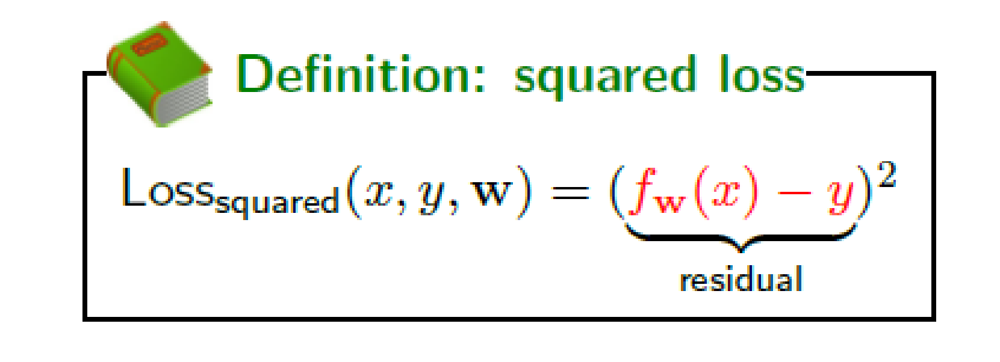 Definition: squared loss
Loss_squared(x, y, w) = (f_w(x) − y)²
residual